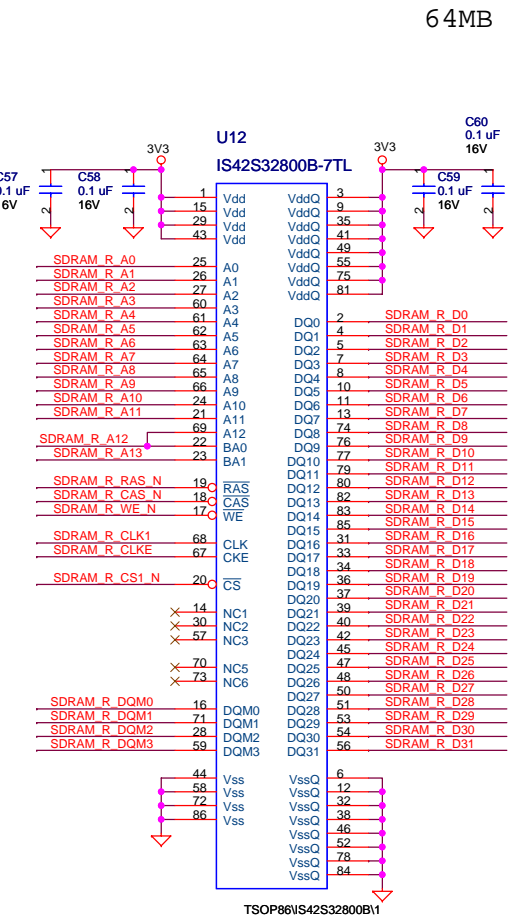 64MB
U12
IS42S32800B-7TL
3V3
3V3
C57
0.1 uF
16V
C58
0.1 uF
16V
C59
0.1 uF
16V
C60
0.1 uF
16V
1 2
1 2
1 2
1 2
1 Vdd
15 Vdd
29 Vdd
43 Vdd
SDRAM_R_A0 25 A0
SDRAM_R_A1 26 A1
SDRAM_R_A2 27 A2
SDRAM_R_A3 60 A3
SDRAM_R_A4 61 A4
SDRAM_R_A5 62 A5
SDRAM_R_A6 63 A6
SDRAM_R_A7 64 A7
SDRAM_R_A8 65 A8
SDRAM_R_A9 66 A9
SDRAM_R_A10 24 A10
SDRAM_R_A11 21 A11
69 A12
SDRAM_R_A12 22 BA0
SDRAM_R_A13 23 BA1
SDRAM_R_RAS_N 19 RAS
SDRAM_R_CAS_N 18 CAS
SDRAM_R_WE_N 17 WE
SDRAM_R_CLK1 68 CLK
SDRAM_R_CLKE 67 CKE
SDRAM_R_CS1_N 20 CS
14 NC1
30 NC2
57 NC3
70 NC5
73 NC6
SDRAM_R_DQM0 16 DQM0
SDRAM_R_DQM1 71 DQM1
SDRAM_R_DQM2 28 DQM2
SDRAM_R_DQM3 59 DQM3
44 Vss
58 Vss
72 Vss
86 Vss
VddQ 3
VddQ 9
VddQ 35
VddQ 41
VddQ 49
VddQ 55
VddQ 75
VddQ 81
DQ0 2 SDRAM_R_D0
DQ1 4 SDRAM_R_D1
DQ2 5 SDRAM_R_D2
DQ3 7 SDRAM_R_D3
DQ4 8 SDRAM_R_D4
DQ5 10 SDRAM_R_D5
DQ6 11 SDRAM_R_D6
DQ7 13 SDRAM_R_D7
DQ8 74 SDRAM_R_D8
DQ9 76 SDRAM_R_D9
DQ10 77 SDRAM_R_D10
DQ11 79 SDRAM_R_D11
DQ12 80 SDRAM_R_D12
DQ13 82 SDRAM_R_D13
DQ14 83 SDRAM_R_D14
DQ15 85 SDRAM_R_D15
DQ16 31 SDRAM_R_D16
DQ17 33 SDRAM_R_D17
DQ18 34 SDRAM_R_D18
DQ19 36 SDRAM_R_D19
DQ20 37 SDRAM_R_D20
DQ21 39 SDRAM_R_D21
DQ22 40 SDRAM_R_D22
DQ23 42 SDRAM_R_D23
DQ24 45 SDRAM_R_D24
DQ25 47 SDRAM_R_D25
DQ26 48 SDRAM_R_D26
DQ27 50 SDRAM_R_D27
DQ28 51 SDRAM_R_D28
DQ29 53 SDRAM_R_D29
DQ30 54 SDRAM_R_D30
DQ31 56 SDRAM_R_D31
VssQ 6
VssQ 12
VssQ 32
VssQ 38
VssQ 46
VssQ 52
VssQ 78
VssQ 84
TSOP86\IS42S32800B\1